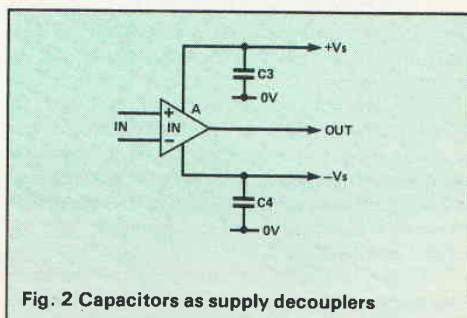 +Vs
C3
0V
A
+
IN
IN
−
OUT
−Vs
C4
0V
Fig. 2 Capacitors as supply decouplers